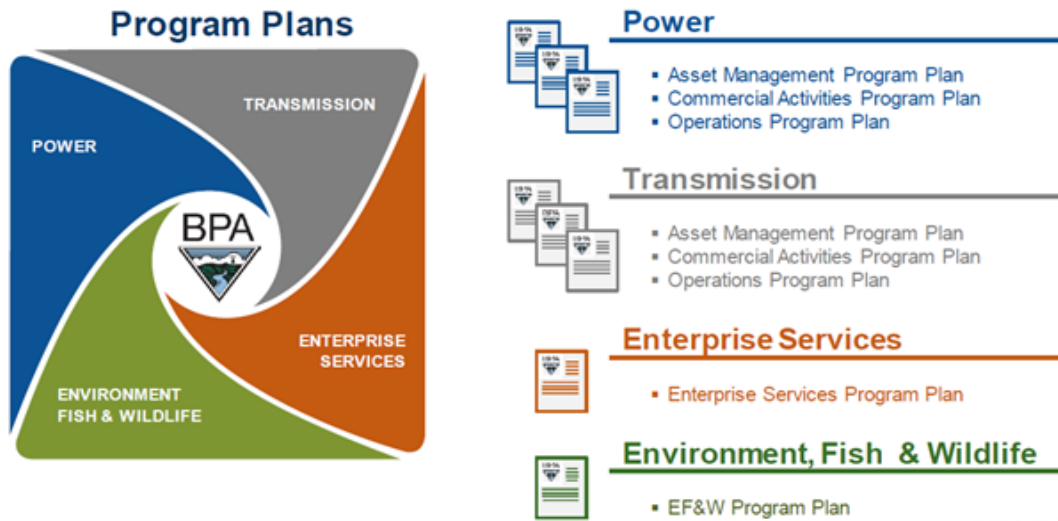 Program Plans
TRANSMISSION
POWER
BPA
ENTERPRISE
SERVICES
ENVIRONMENT
FISH & WILDLIFE
Power
▪ Asset Management Program Plan
▪ Commercial Activities Program Plan
▪ Operations Program Plan
Transmission
▪ Asset Management Program Plan
▪ Commercial Activities Program Plan
▪ Operations Program Plan
Enterprise Services
▪ Enterprise Services Program Plan
Environment, Fish & Wildlife
▪ EF&W Program Plan